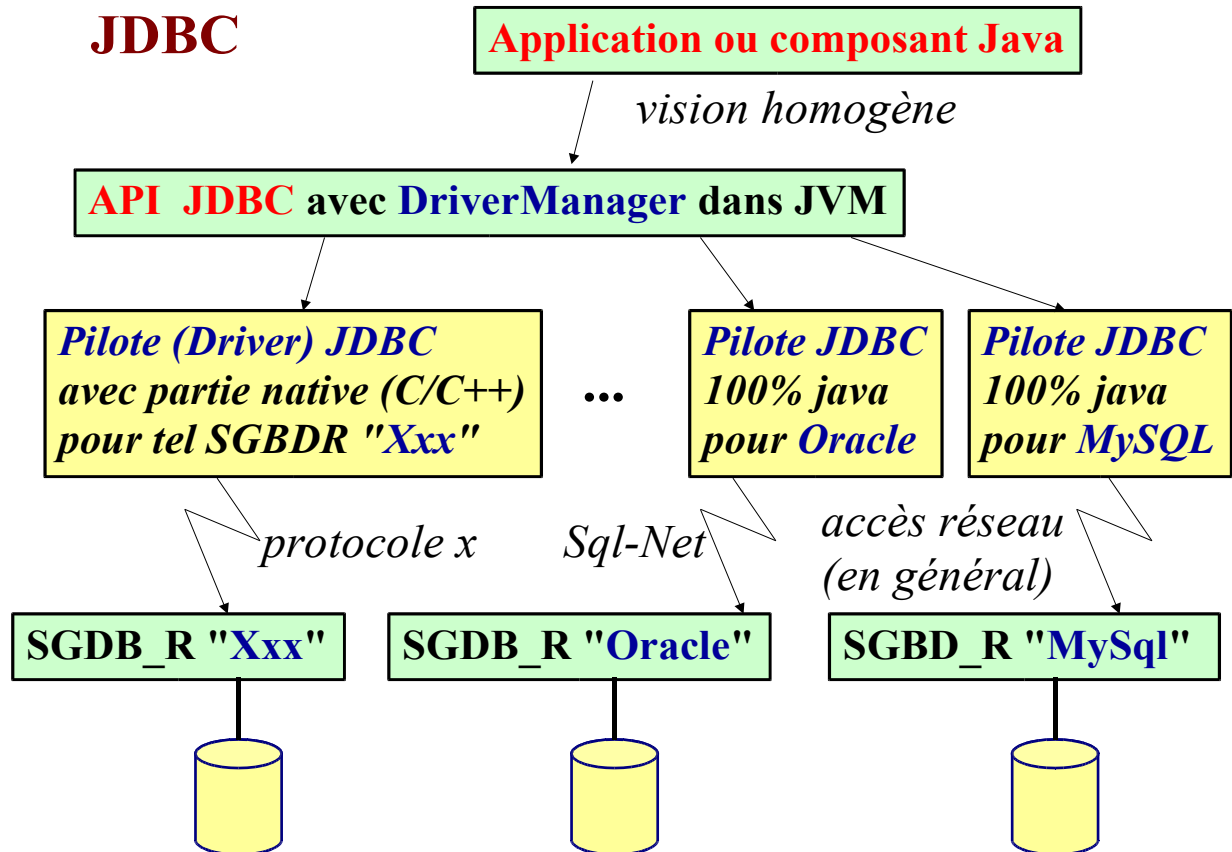 JDBC
Application ou composant Java
vision homogène
API JDBC avec DriverManager dans JVM
Pilote (Driver) JDBC
avec partie native (C/C++)
pour tel SGBDR "Xxx"
...
Pilote JDBC
100% java
pour Oracle
Pilote JDBC
100% java
pour MySQL
protocole x
Sql-Net
accès réseau
(en général)
SGDB_R "Xxx"
SGDB_R "Oracle"
SGBD_R "MySql"